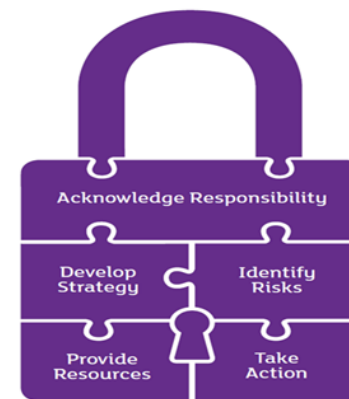 Acknowledge Responsibility
Develop
Strategy
Identify
Risks
Provide
Resources
Take
Action